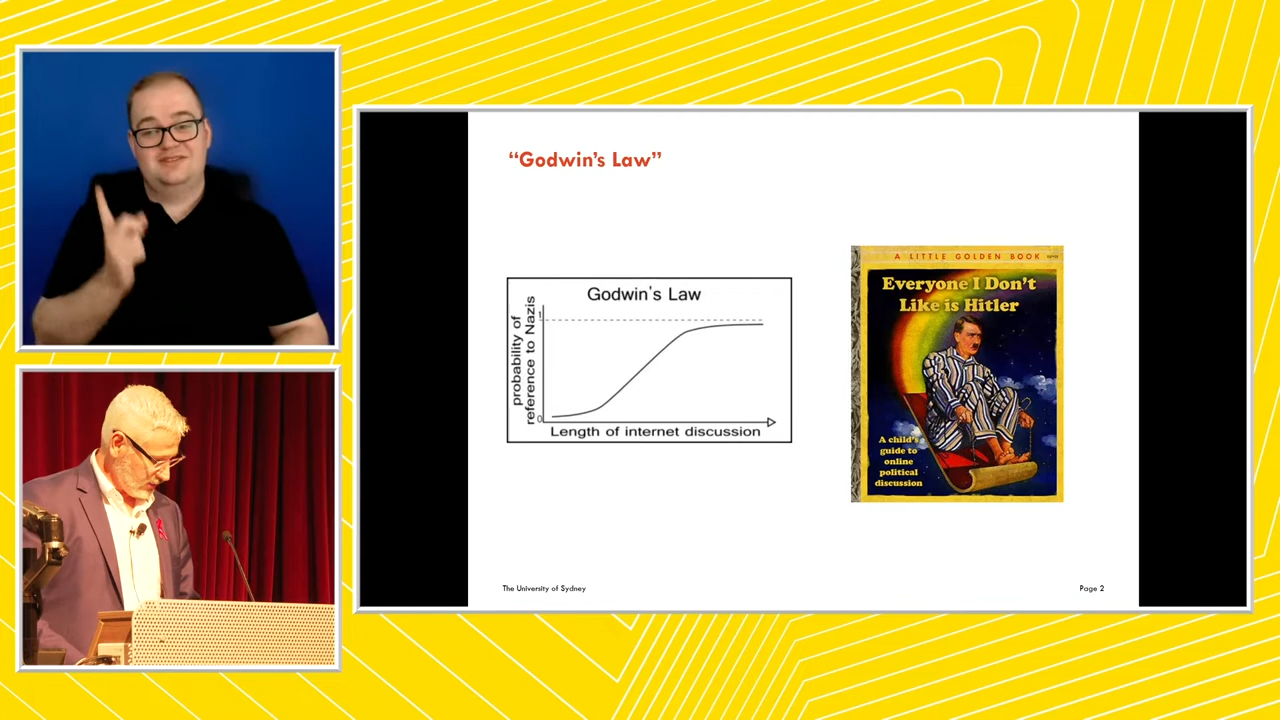 “Godwin’s Law”
Godwin's Law
probability of
reference to Nazis
1
0
Length of internet discussion
A LITTLE GOLDEN BOOK
Everyone I Don't
Like is Hitler
A child's
guide to
online
political
discussion
The University of Sydney
Page 2